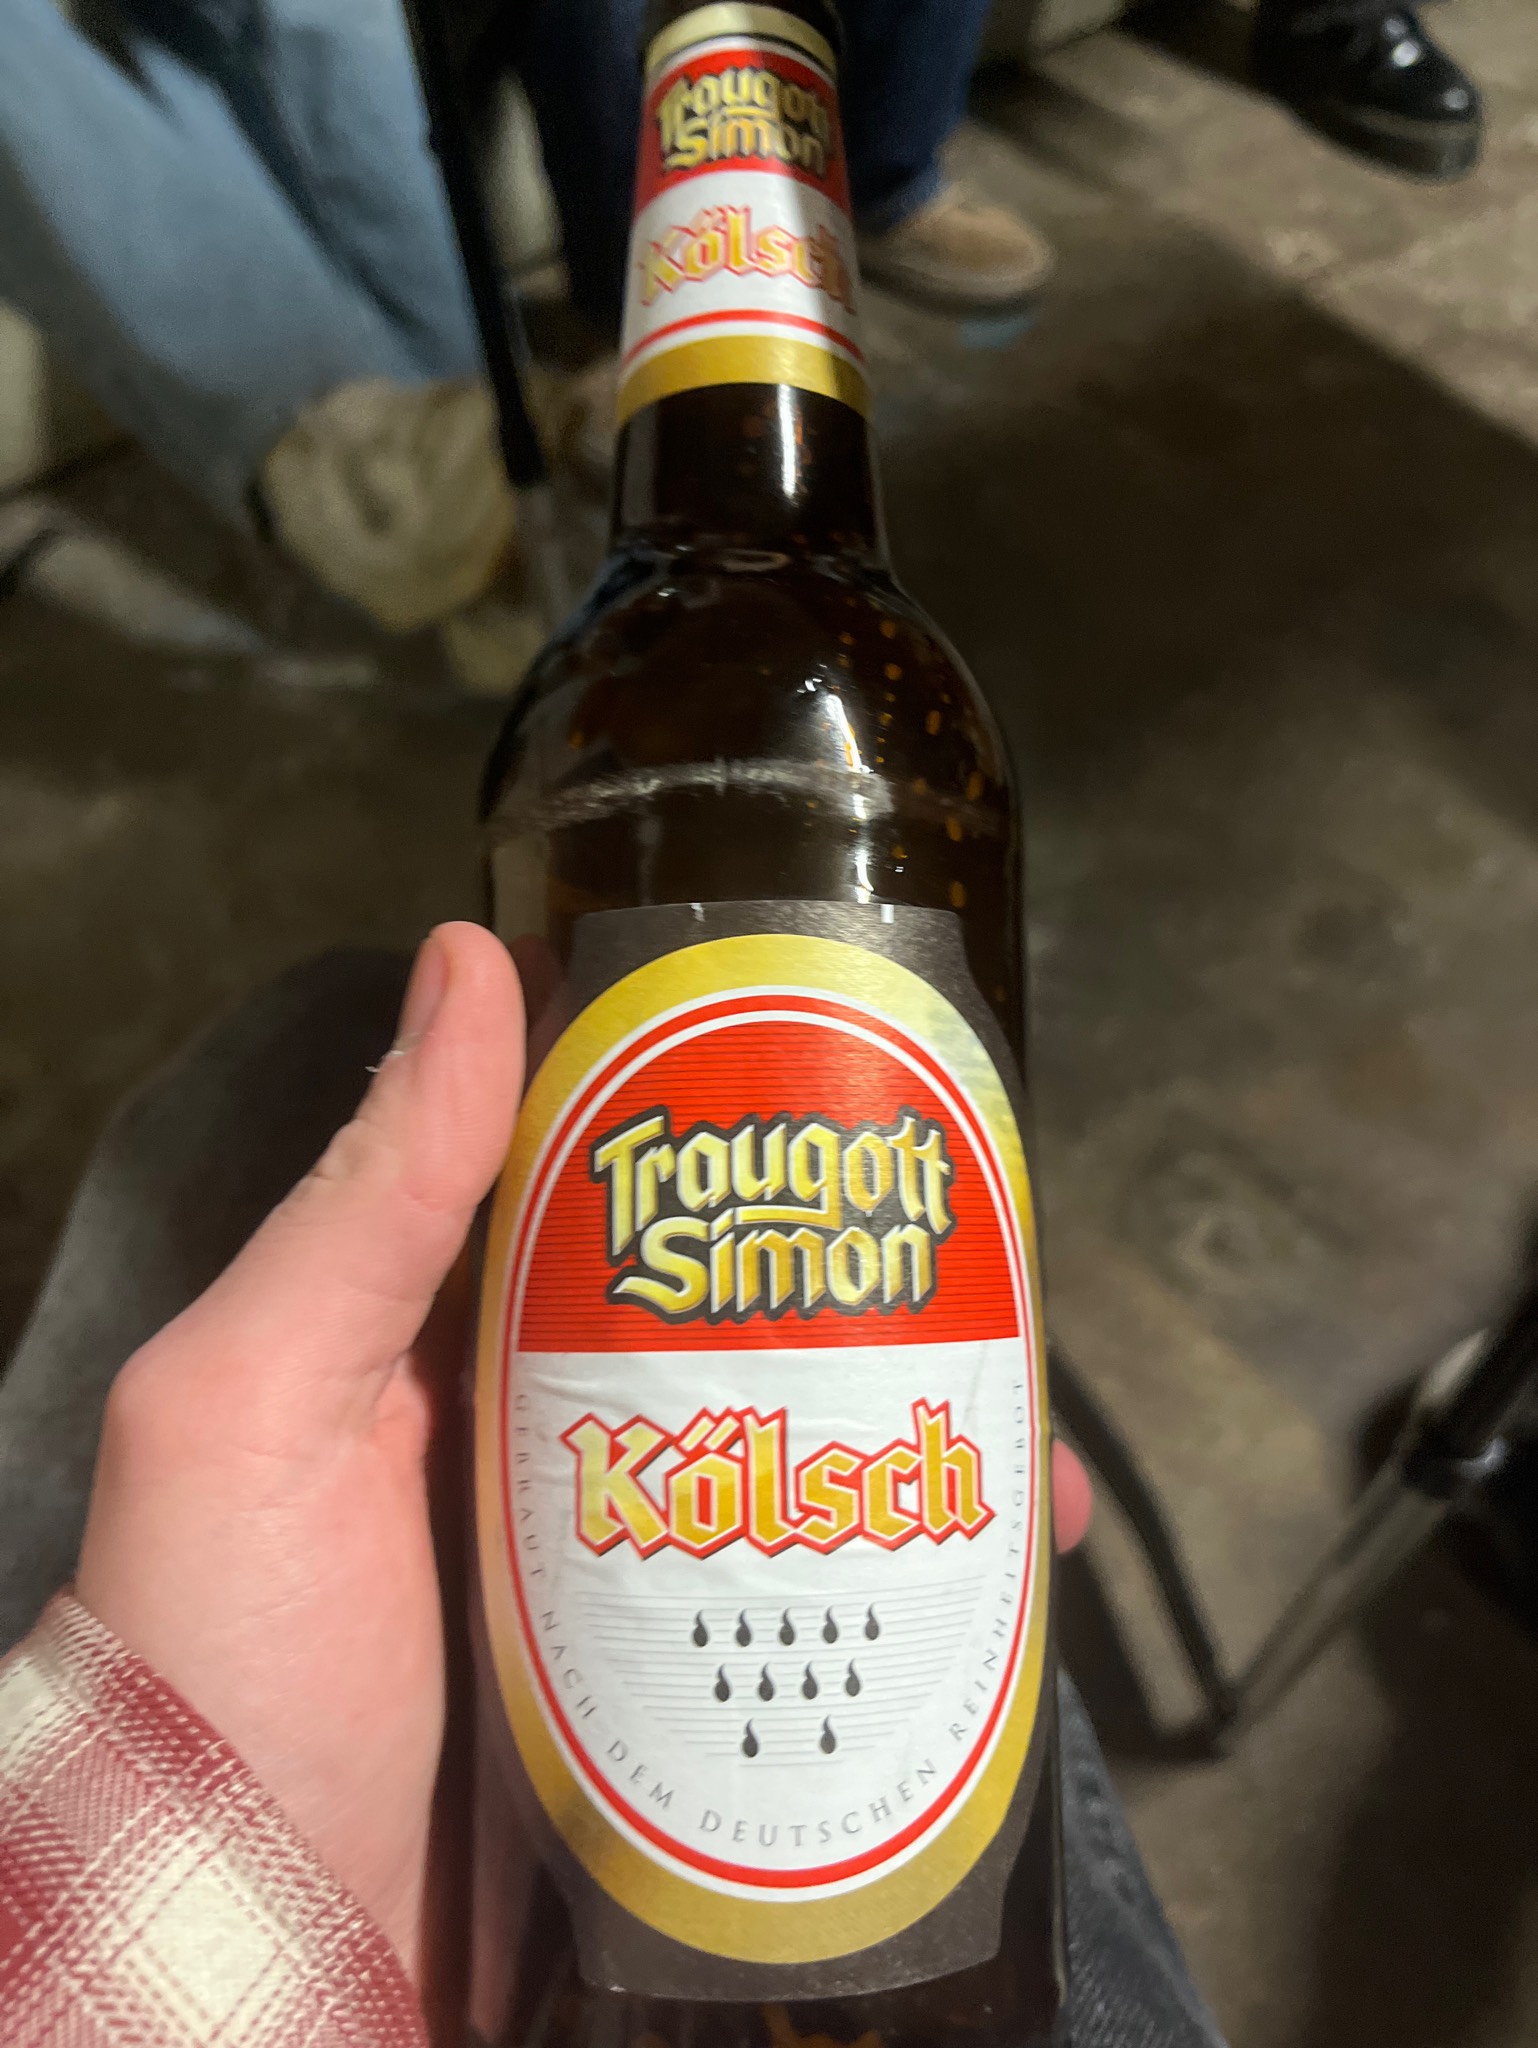 Traugott
Simon
Kölsch
Traugott
Simon
Kölsch
GEBRAUT NACH DEM DEUTSCHEN REINHEITSGEBOT